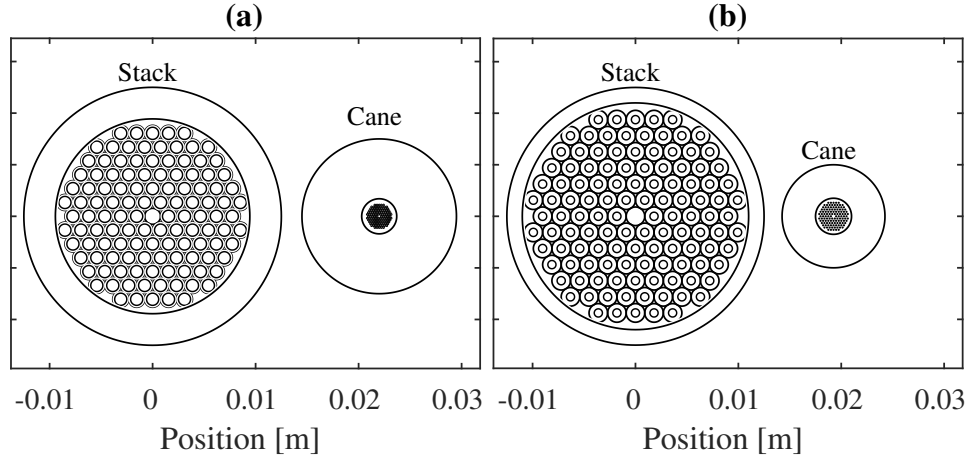 (a) (b)
Stack Stack
Cane
Cane
-0.01 0 0.01 0.02 0.03 -0.01 0 0.01 0.02 0.03
Position [m] Position [m]